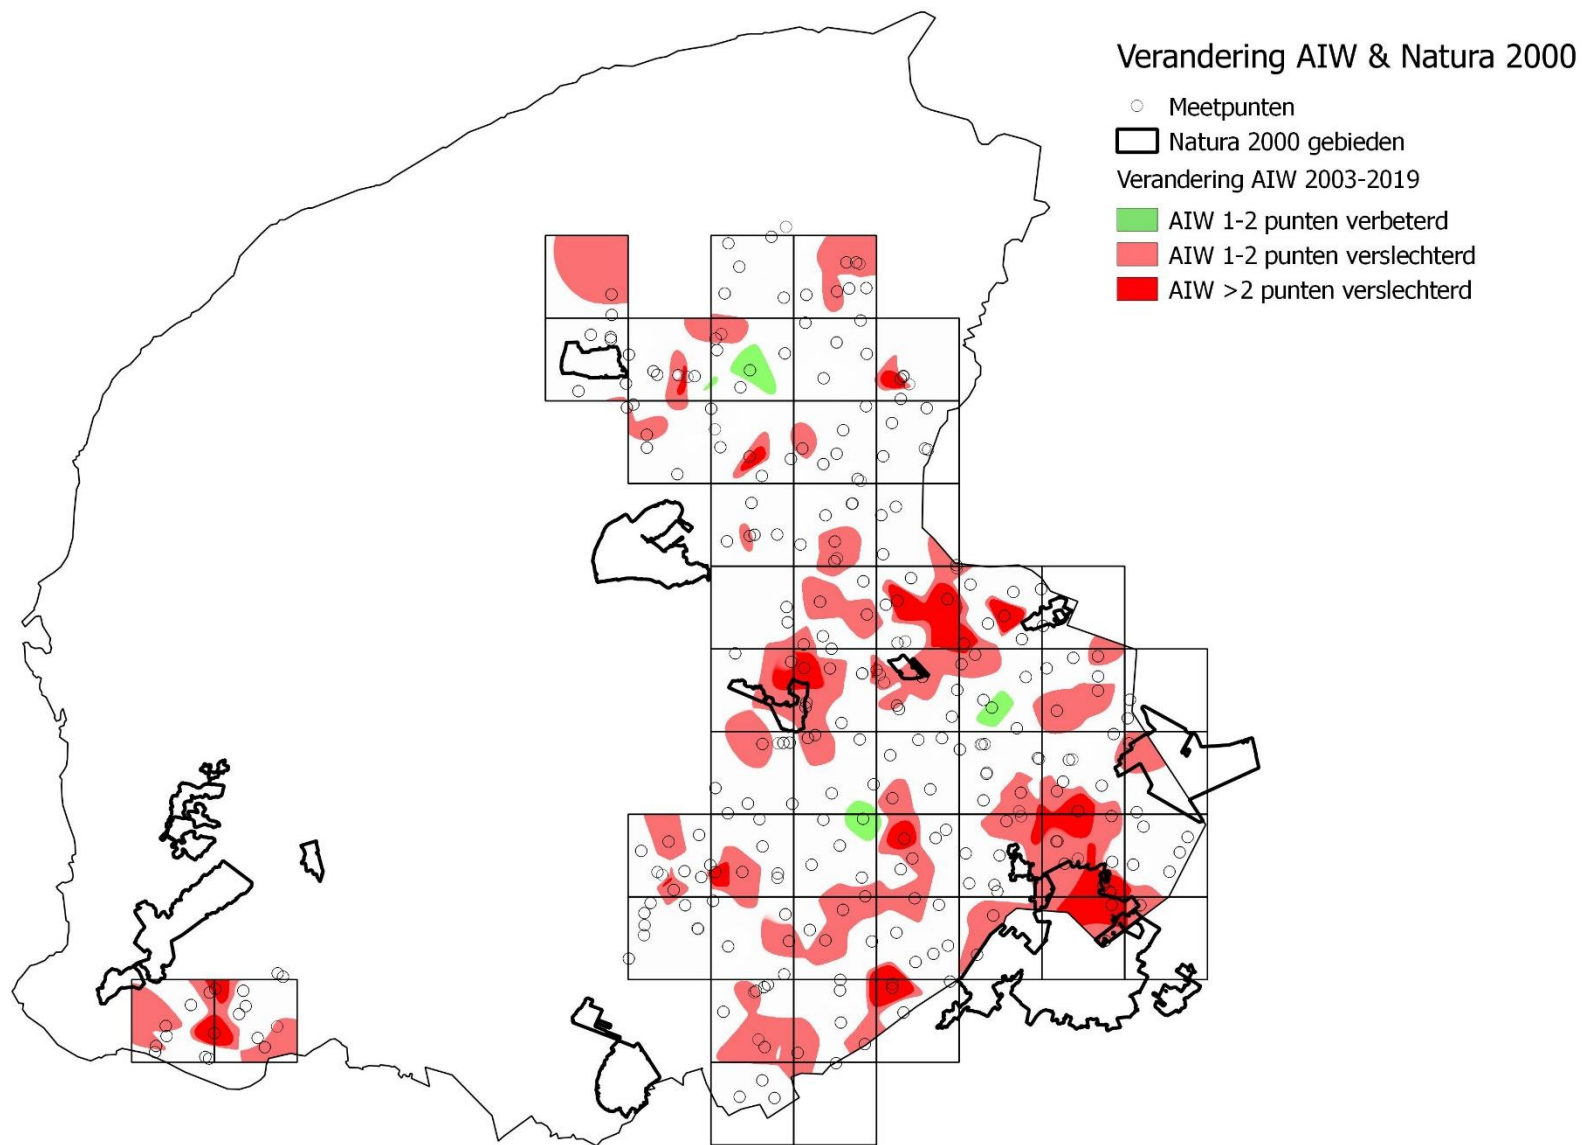 Verandering AIW & Natura 2000
Meetpunten
Natura 2000 gebieden
Verandering AIW 2003-2019
AIW 1-2 punten verbeterd
AIW 1-2 punten verslechterd
AIW >2 punten verslechterd